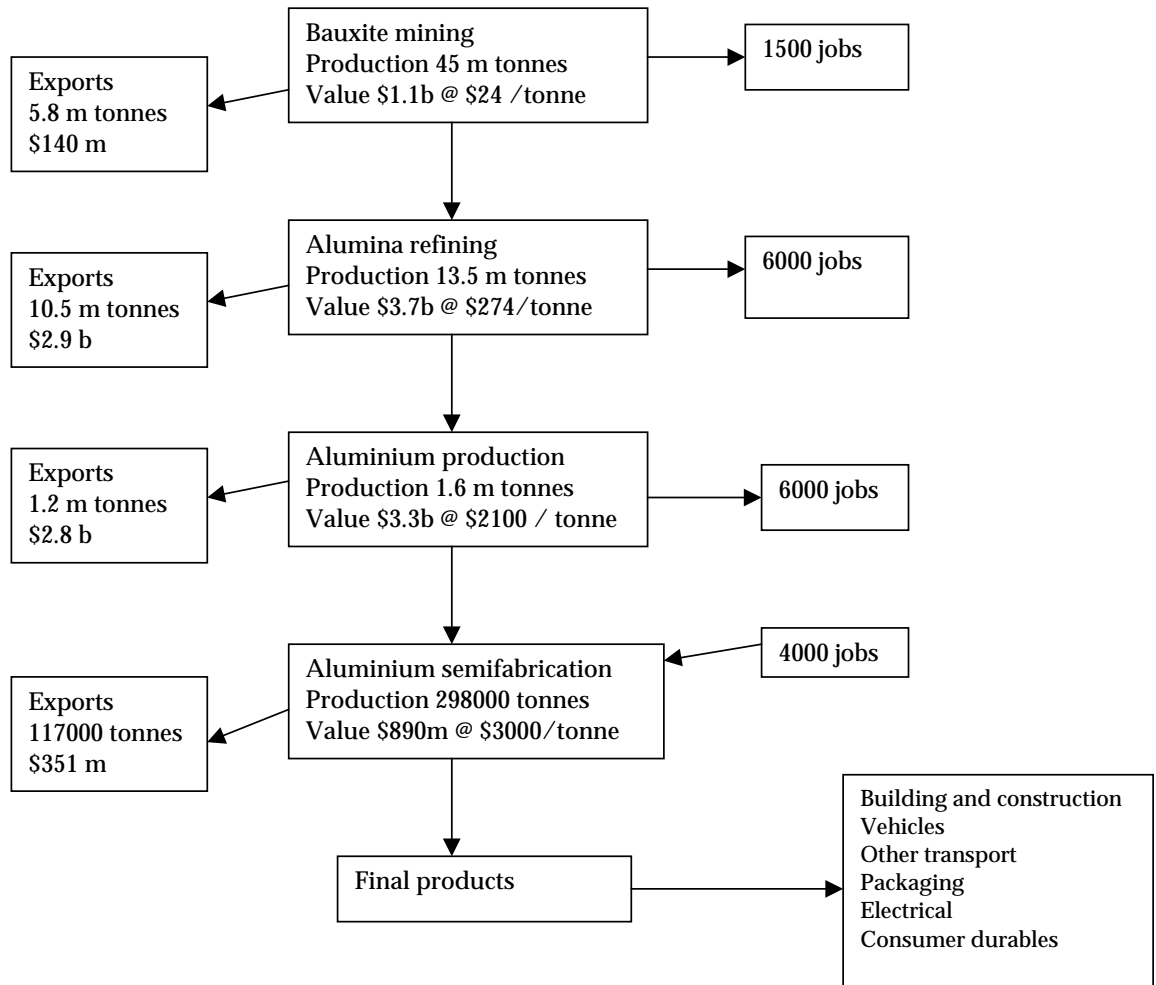 Bauxite mining
Production 45 m tonnes
Value $1.1b @ $24 /tonne
1500 jobs
Exports
5.8 m tonnes
$140 m
Alumina refining
Production 13.5 m tonnes
Value $3.7b @ $274/tonne
6000 jobs
Exports
10.5 m tonnes
$2.9 b
Aluminium production
Production 1.6 m tonnes
Value $3.3b @ $2100 / tonne
6000 jobs
Exports
1.2 m tonnes
$2.8 b
Aluminium semifabrication
Production 298000 tonnes
Value $890m @ $3000/tonne
4000 jobs
Exports
117000 tonnes
$351 m
Final products
Building and construction
Vehicles
Other transport
Packaging
Electrical
Consumer durables